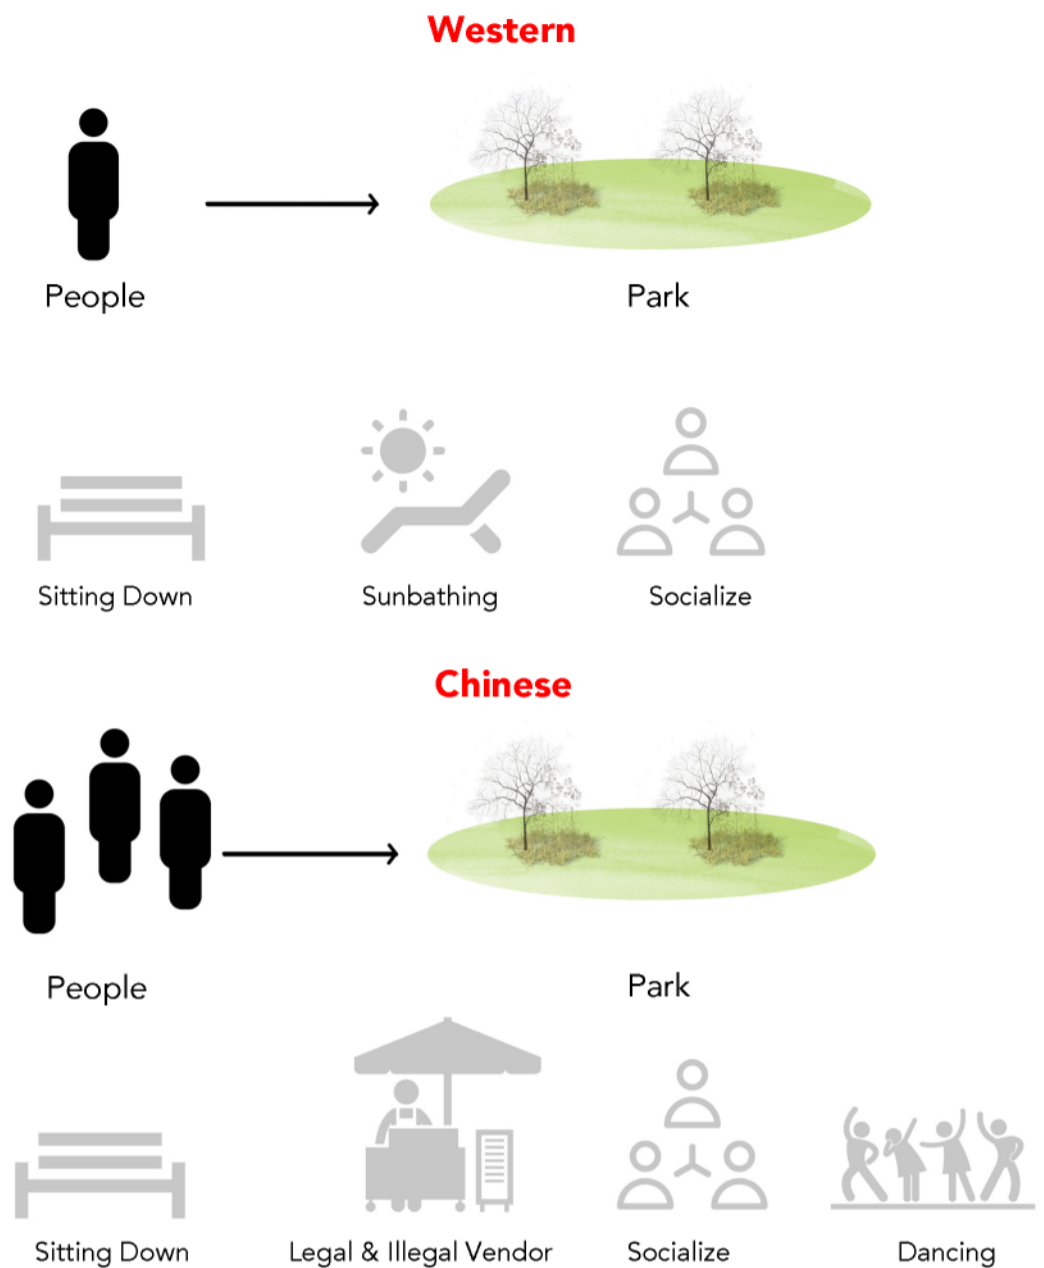 Western
People
Park
Sitting Down
Sunbathing
Socialize
Chinese
People
Park
Sitting Down
Legal & Illegal Vendor
Socialize
Dancing